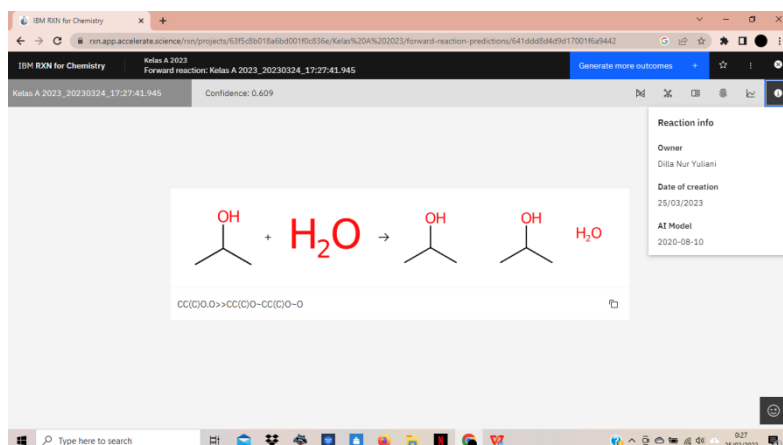 IBM RXN for Chemistry
rxn.app.accelerate.science/rxn/projects/63f5c8b018a6bd001f0c836e/Kelas%20A%202023/forward-reaction-predictions/641ddd8d4d9d17001f6a9442
IBM RXN for Chemistry
Kelas A 2023
Forward reaction: Kelas A 2023_20230324_17:27:41.945
Generate more outcomes +
Kelas A 2023_20230324_17:27:41.945
Confidence: 0.609
Reaction info
Owner
Dilla Nur Yuliani
Date of creation
25/03/2023
AI Model
2020-08-10
OH + H₂O → OH OH H₂O
CC(C)O.O>>CC(C)O~CC(C)O~O
Type here to search
0:27